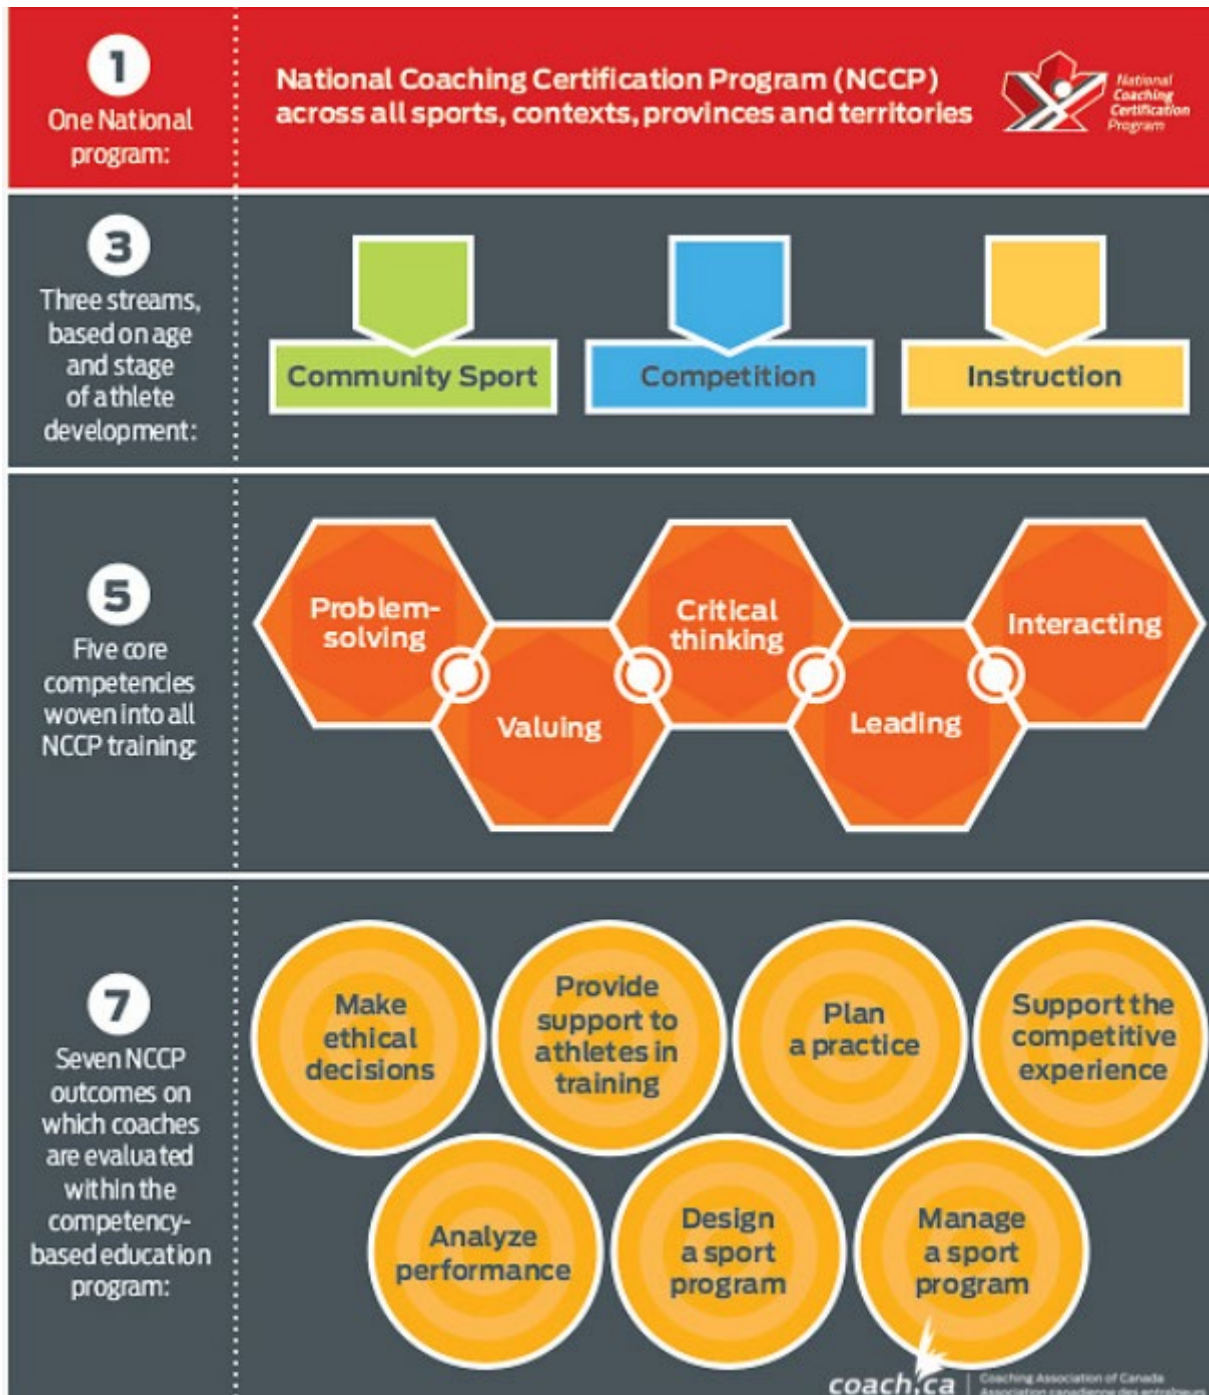 1
One National
program:
National Coaching Certification Program (NCCP)
across all sports, contexts, provinces and territories
National
Coaching
Certification
Program
3
Three streams,
based on age
and stage
of athlete
development:
Community Sport
Competition
Instruction
5
Five core
competencies
woven into all
NCCP training:
Problem-
solving
Valuing
Critical
thinking
Leading
Interacting
7
Seven NCCP
outcomes on
which coaches
are evaluated
within the
competency-
based education
program:
Make
ethical
decisions
Provide
support to
athletes in
training
Plan
a practice
Support the
competitive
experience
Analyze
performance
Design
a sport
program
Manage
a sport
program
coach.ca
Coaching Association of Canada
Association canadienne des entraîneurs